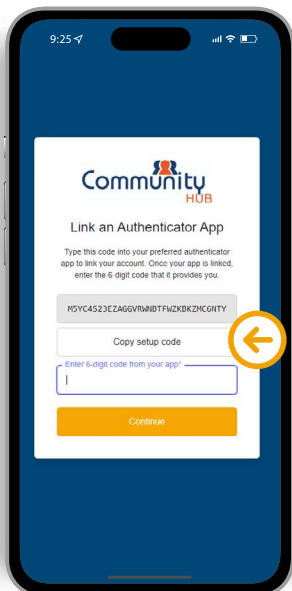 9:25
Community
HUB
Link an Authenticator App
Type this code into your preferred authenticator
app to link your account. Once your app is linked,
enter the 6 digit code that it provides you.
M5YC4S23EZAGGVRWNBTFWZKBKZMC6NTY
Copy setup code
Enter 6-digit code from your app*
Continue